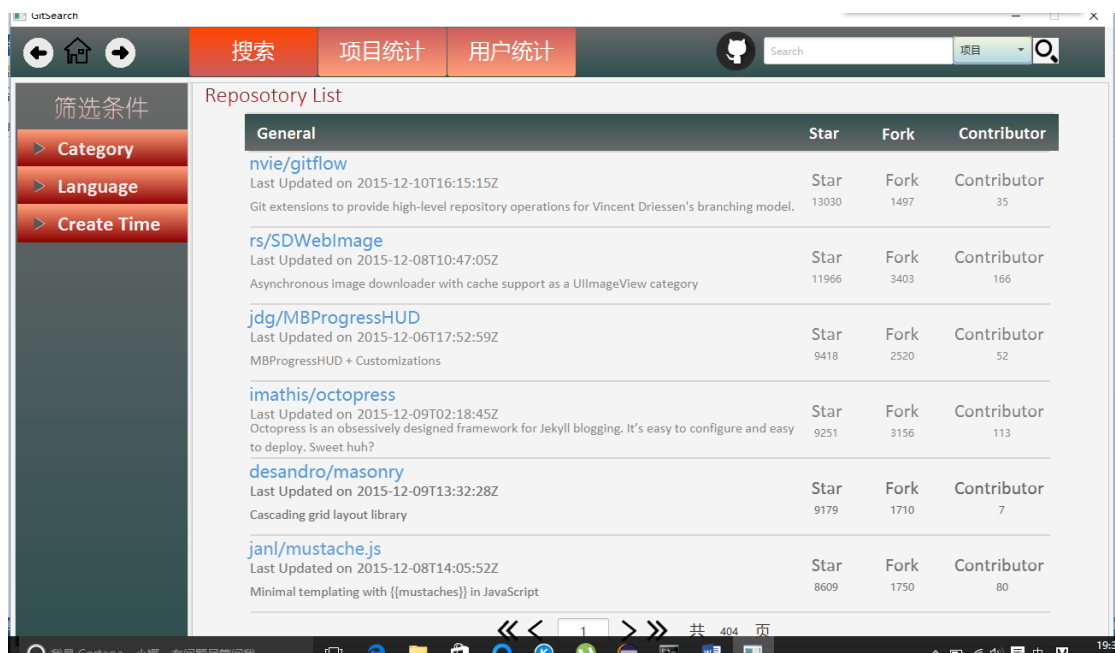 GitSearch
搜索 项目统计 用户统计 Search 项目
筛选条件
Category
Language
Create Time
Reposotory List
General Star Fork Contributor
nvie/gitflow
Last Updated on 2015-12-10T16:15:15Z
Git extensions to provide high-level repository operations for Vincent Driessen's branching model.
Star Fork Contributor
13030 1497 35
rs/SDWebImage
Last Updated on 2015-12-08T10:47:05Z
Asynchronous image downloader with cache support as a UIImageView category
Star Fork Contributor
11966 3403 166
jdg/MBProgressHUD
Last Updated on 2015-12-06T17:52:59Z
MBProgressHUD + Customizations
Star Fork Contributor
9418 2520 52
imathis/octopress
Last Updated on 2015-12-09T02:18:45Z
Octopress is an obsessively designed framework for Jekyll blogging. It's easy to configure and easy
to deploy. Sweet huh?
Star Fork Contributor
9251 3156 113
desandro/masonry
Last Updated on 2015-12-09T13:32:28Z
Cascading grid layout library
Star Fork Contributor
9179 1710 7
janl/mustache.js
Last Updated on 2015-12-08T14:05:52Z
Minimal templating with {{mustaches}} in JavaScript
Star Fork Contributor
8609 1750 80
1 共 404 页